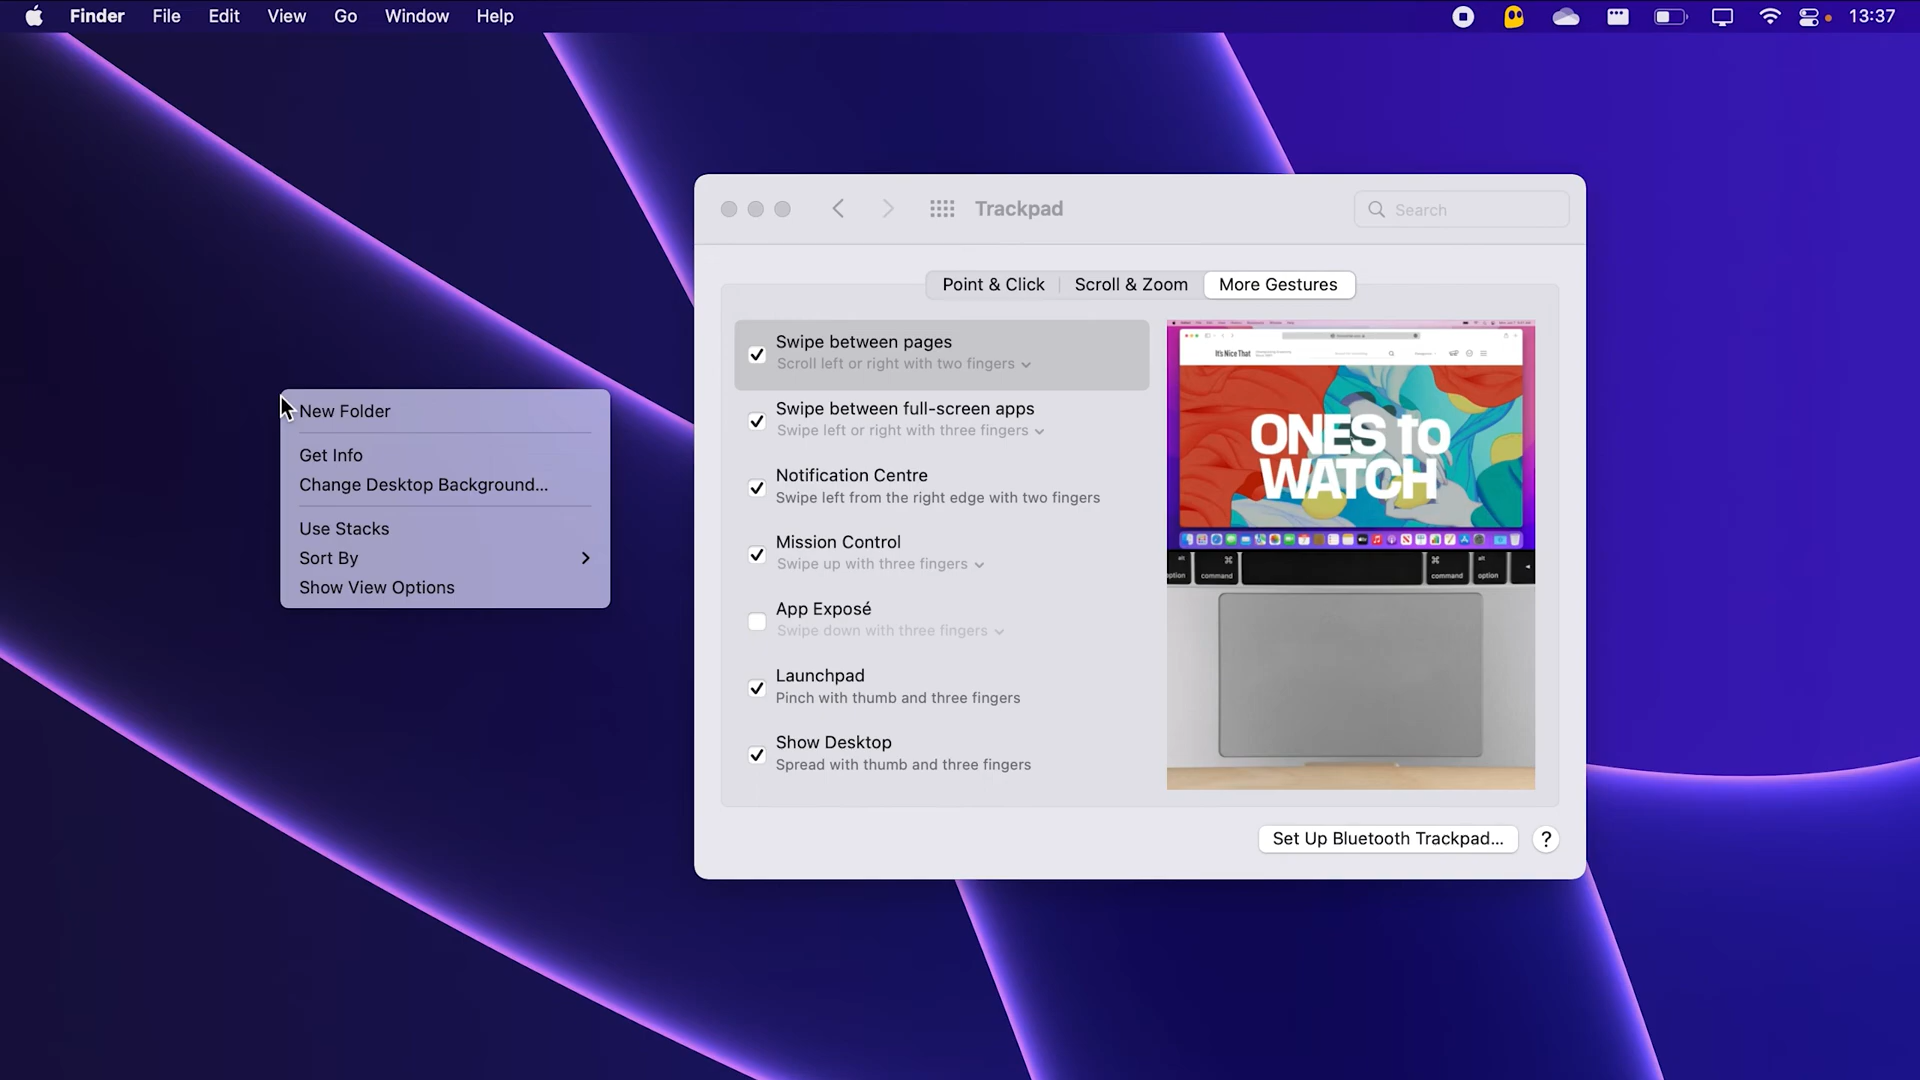 Finder File Edit View Go Window Help 13:37
Trackpad
Search
Point & Click Scroll & Zoom More Gestures
Swipe between pages
Scroll left or right with two fingers
Swipe between full-screen apps
Swipe left or right with three fingers
Notification Centre
Swipe left from the right edge with two fingers
Mission Control
Swipe up with three fingers
App Exposé
Swipe down with three fingers
Launchpad
Pinch with thumb and three fingers
Show Desktop
Spread with thumb and three fingers
It's Nice That
ONES to
WATCH
alt ⌘ ⌘ alt
option command command option
Set Up Bluetooth Trackpad... ?
New Folder
Get Info
Change Desktop Background...
Use Stacks
Sort By
Show View Options